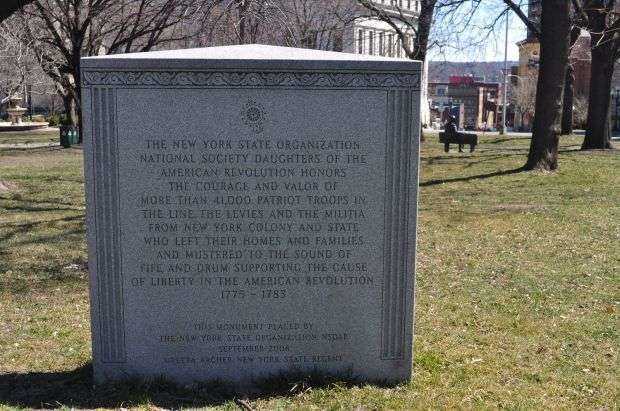 THE NEW YORK STATE ORGANIZATION
NATIONAL SOCIETY DAUGHTERS OF THE
AMERICAN REVOLUTION HONORS
THE COURAGE AND VALOR OF
MORE THAN 41,000 PATRIOT TROOPS IN
THE LINE, THE LEVIES AND THE MILITIA
FROM NEW YORK COLONY AND STATE
WHO LEFT THEIR HOMES AND FAMILIES
AND MUSTERED TO THE SOUND OF
FIFE AND DRUM SUPPORTING THE CAUSE
OF LIBERTY IN THE AMERICAN REVOLUTION
1775 - 1783
THIS MONUMENT PLACED BY
THE NEW YORK STATE ORGANIZATION NSDAR
SEPTEMBER
ARCHER, NEW YORK STATE REGENT